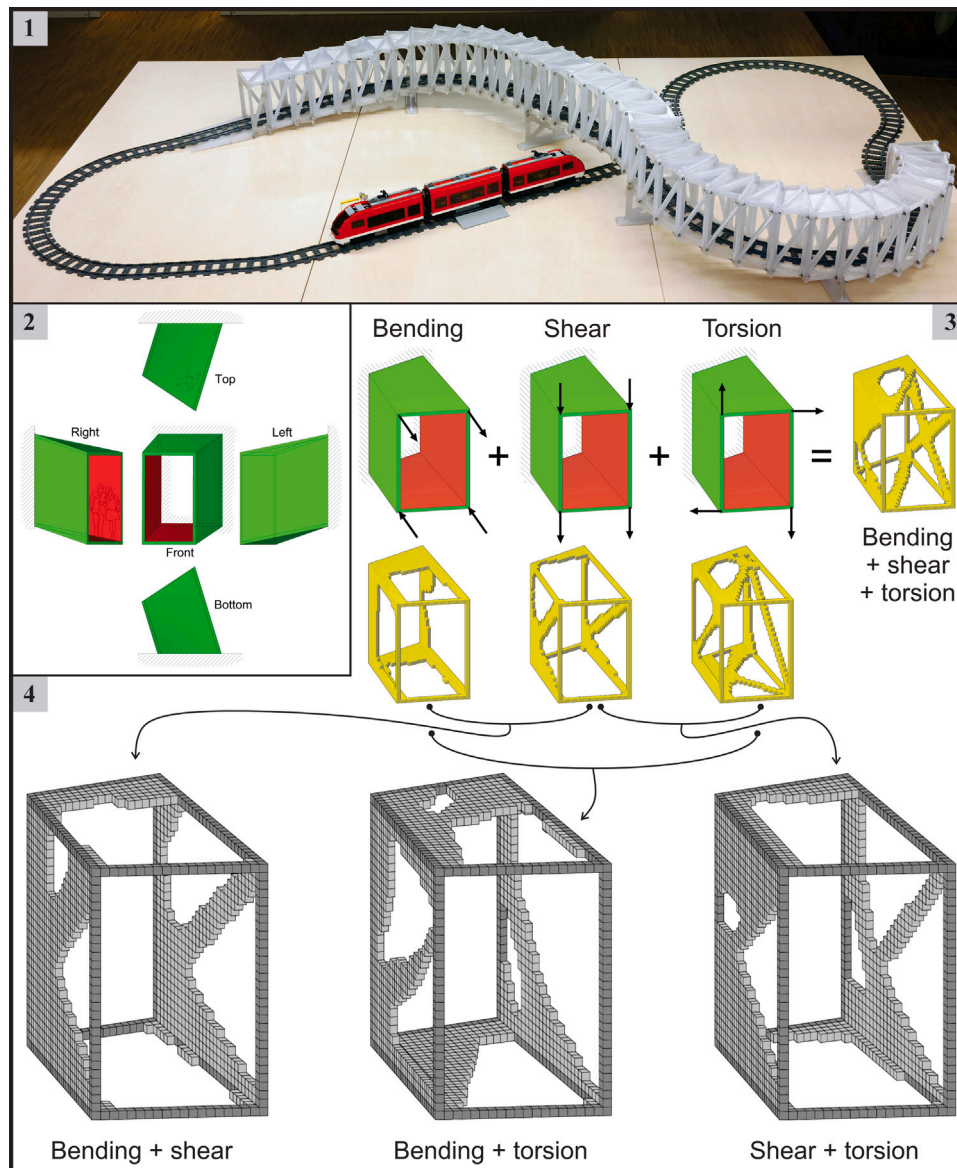 1
2
Top
Right
Left
Front
Bottom
3
Bending
Shear
Torsion
+
+
=
Bending
+ shear
+ torsion
4
Bending + shear
Bending + torsion
Shear + torsion